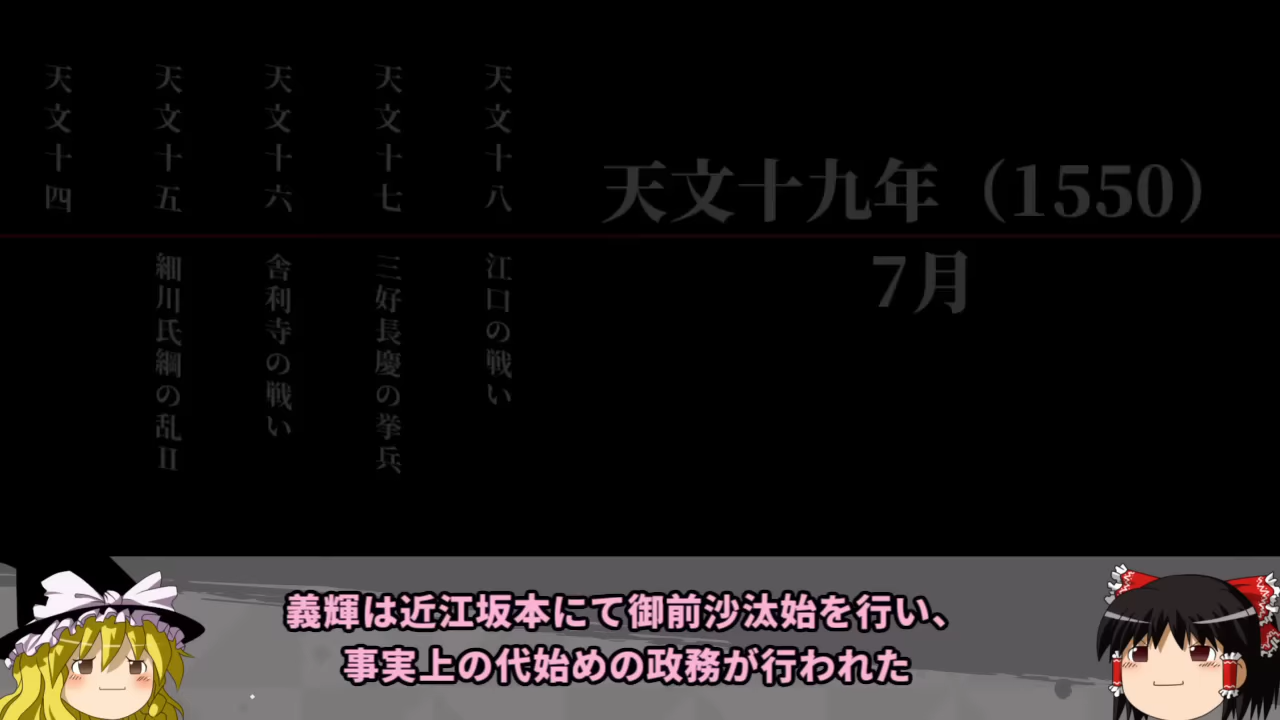 天文十四
天文十五
細川氏綱の乱Ⅱ
天文十六
舎利寺の戦い
天文十七
三好長慶の挙兵
天文十八
江口の戦い
天文十九年（1550）
7月
義輝は近江坂本にて御前沙汰始を行い、
事実上の代始めの政務が行われた